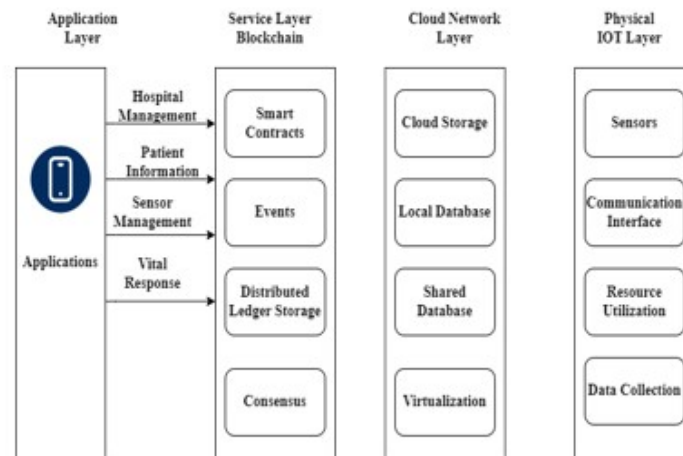 Application
Layer
Service Layer
Blockchain
Cloud Network
Layer
Physical
IOT Layer
Hospital
Management
Patient
Information
Sensor
Management
Vital
Response
Applications
Smart
Contracts
Events
Distributed
Ledger Storage
Consensus
Cloud Storage
Local Database
Shared
Database
Virtualization
Sensors
Communication
Interface
Resource
Utilization
Data Collection